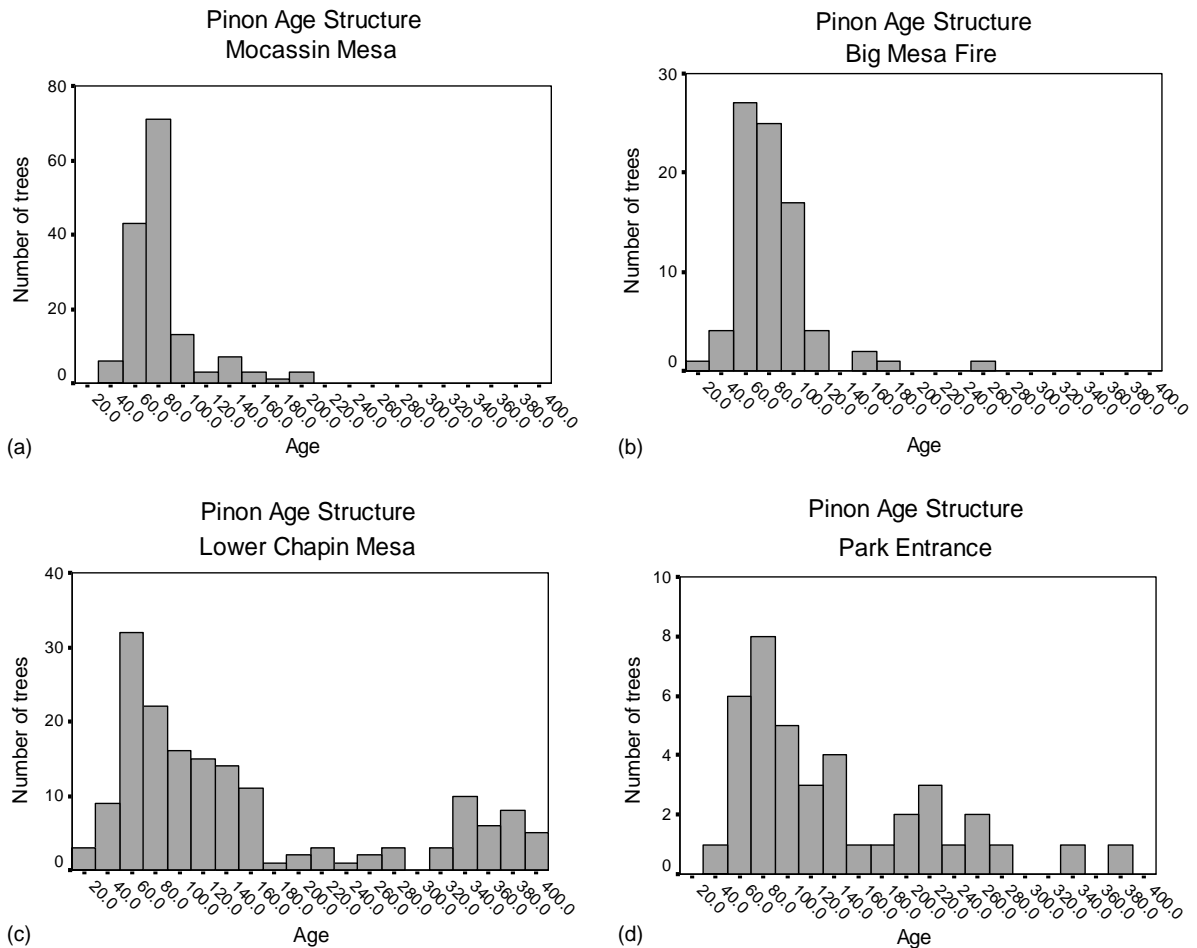 Pinon Age Structure
Mocassin Mesa
80
60
40
20
0
Number of trees
20.0 40.0 60.0 80.0 100.0 120.0 140.0 160.0 180.0 200.0 220.0 240.0 260.0 280.0 300.0 320.0 340.0 360.0 380.0 400.0
Age
(a)
Pinon Age Structure
Big Mesa Fire
30
20
10
0
Number of trees
20.0 40.0 60.0 80.0 100.0 120.0 140.0 160.0 180.0 200.0 220.0 240.0 260.0 280.0 300.0 320.0 340.0 360.0 380.0 400.0
Age
(b)
Pinon Age Structure
Lower Chapin Mesa
40
30
20
10
0
Number of trees
20.0 40.0 60.0 80.0 100.0 120.0 140.0 160.0 180.0 200.0 220.0 240.0 260.0 280.0 300.0 320.0 340.0 360.0 380.0 400.0
Age
(c)
Pinon Age Structure
Park Entrance
10
8
6
4
2
0
Number of trees
20.0 40.0 60.0 80.0 100.0 120.0 140.0 160.0 180.0 200.0 220.0 240.0 260.0 280.0 300.0 320.0 340.0 360.0 380.0 400.0
Age
(d)